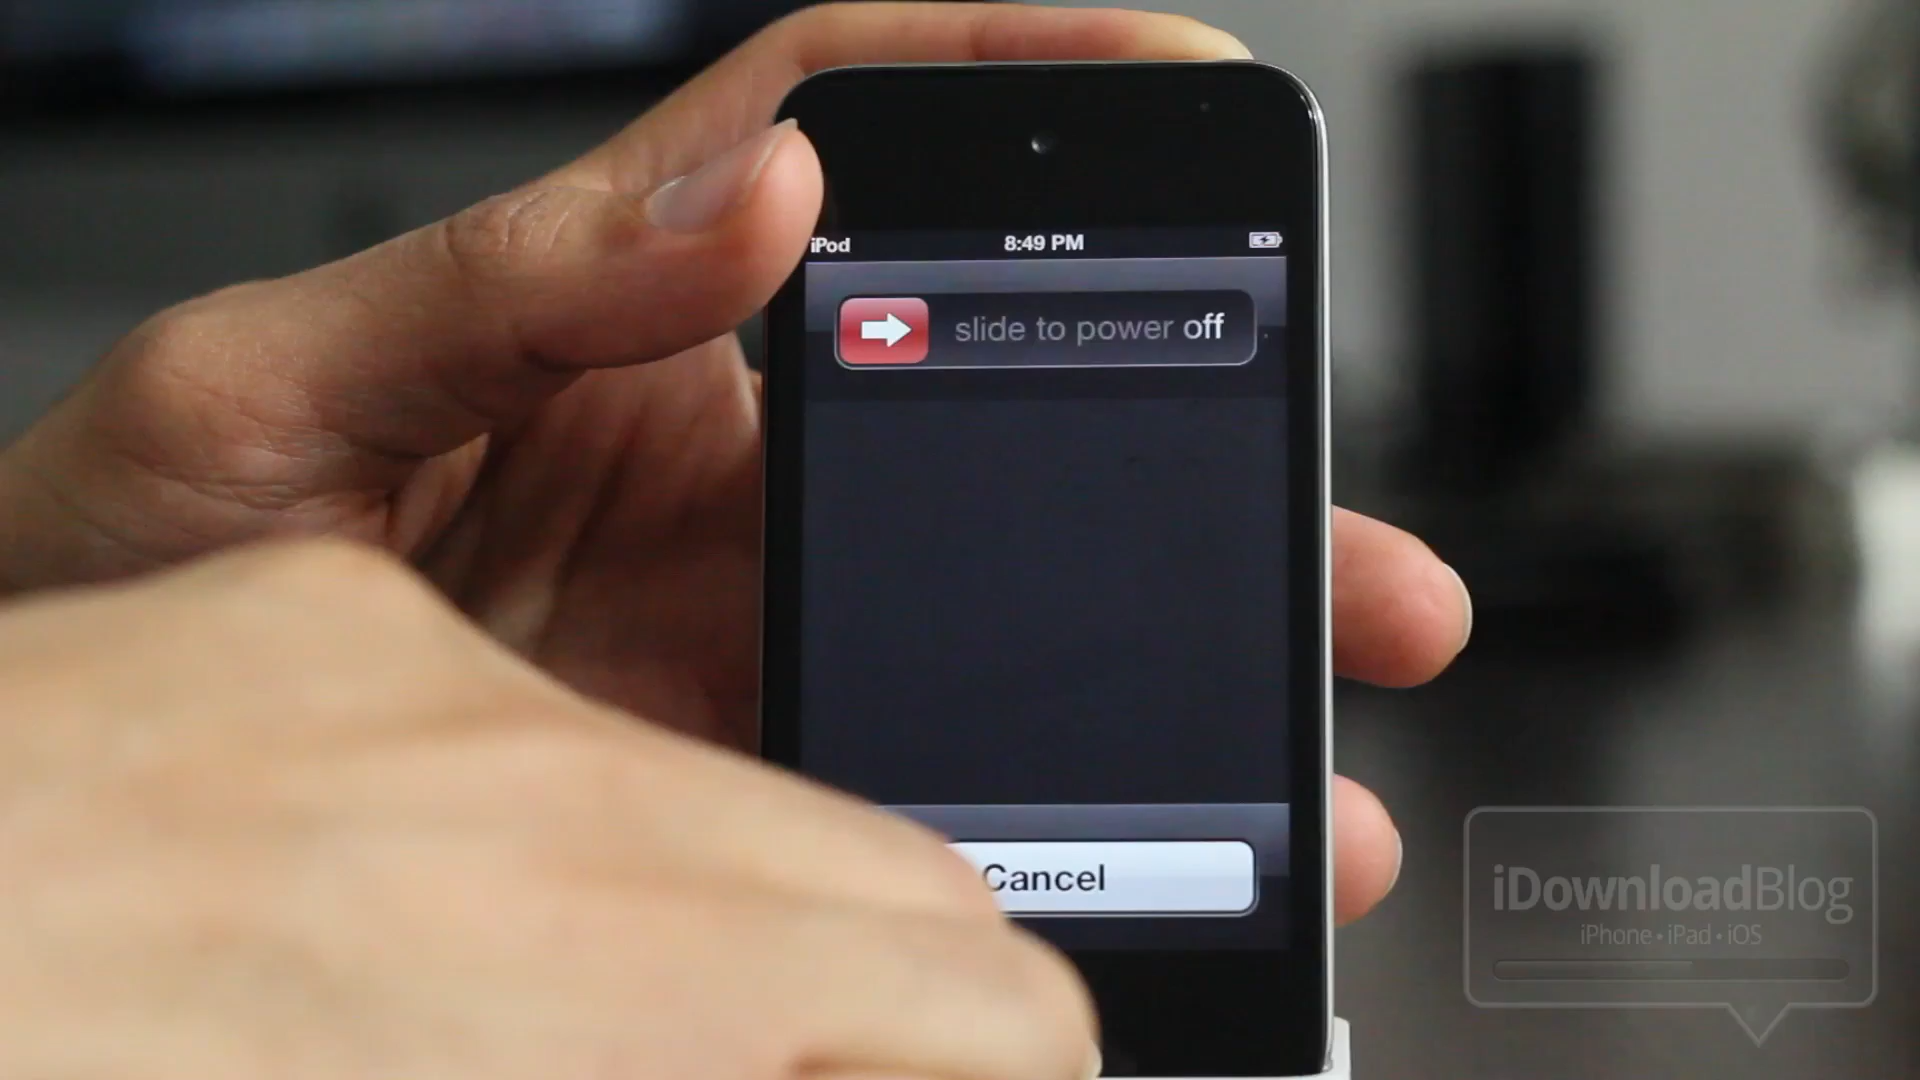 iPod 8:49 PM
slide to power off
Cancel
iDownloadBlog
iPhone • iPad • iOS